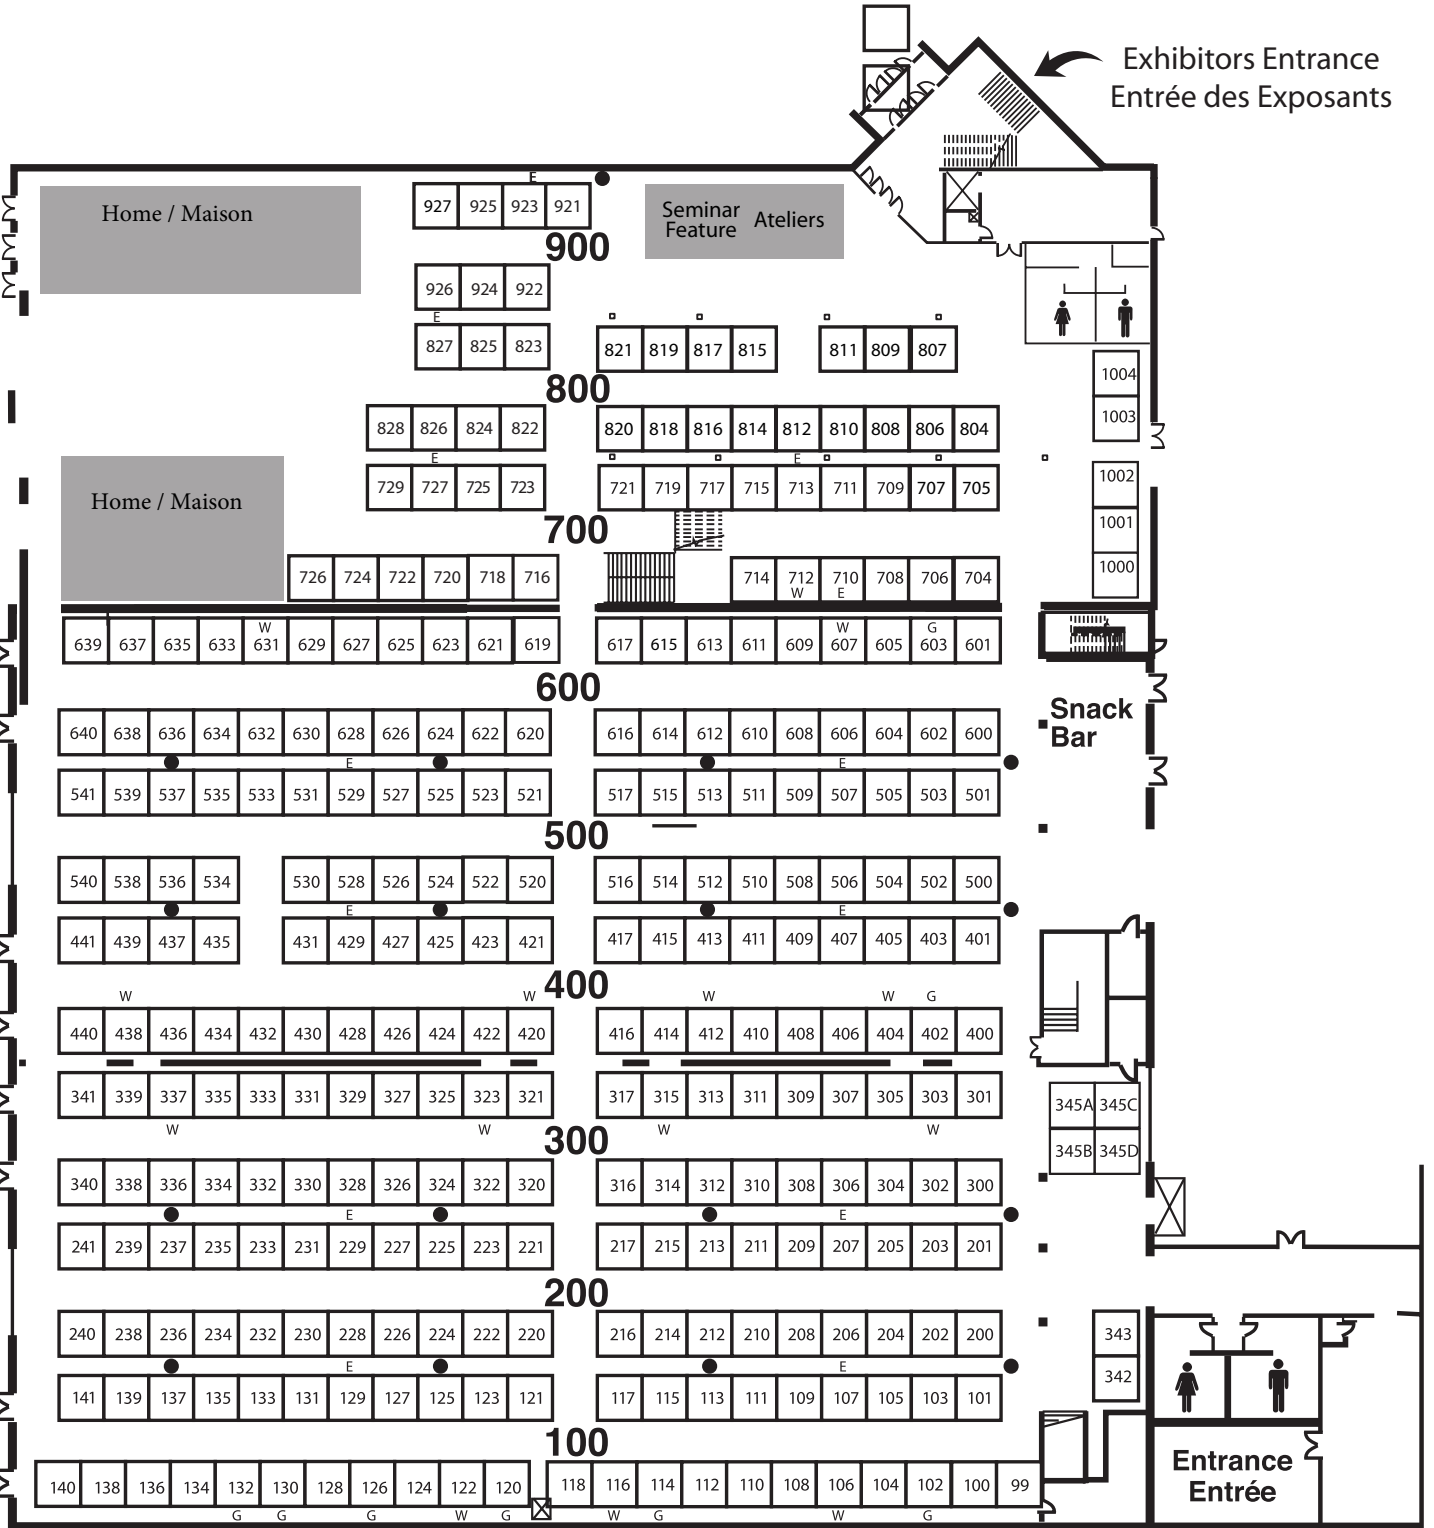 Exhibitors Entrance
Entrée des Exposants
E
Home / Maison
927 925 923 921
Seminar
Feature
Ateliers
900
926 924 922
E
827 825 823
821 819 817 815 811 809 807
1004
1003
800
828 826 824 822 820 818 816 814 812 810 808 806 804
E E
729 727 725 723 721 719 717 715 713 711 709 707 705
1002
1001
1000
Home / Maison
700
726 724 722 720 718 716 714 712 710 708 706 704
W E
W W G
639 637 635 633 631 629 627 625 623 621 619 617 615 613 611 609 607 605 603 601
600
Snack
Bar
640 638 636 634 632 630 628 626 624 622 620 616 614 612 610 608 606 604 602 600
E E
541 539 537 535 533 531 529 527 525 523 521 517 515 513 511 509 507 505 503 501
500
540 538 536 534 530 528 526 524 522 520 516 514 512 510 508 506 504 502 500
E E
441 439 437 435 431 429 427 425 423 421 417 415 413 411 409 407 405 403 401
400
W W W W G
440 438 436 434 432 430 428 426 424 422 420 416 414 412 410 408 406 404 402 400
341 339 337 335 333 331 329 327 325 323 321 317 315 313 311 309 307 305 303 301
345A 345C
345B 345D
W W W W
300
340 338 336 334 332 330 328 326 324 322 320 316 314 312 310 308 306 304 302 300
E E
241 239 237 235 233 231 229 227 225 223 221 217 215 213 211 209 207 205 203 201
200
240 238 236 234 232 230 228 226 224 222 220 216 214 212 210 208 206 204 202 200
343
342
E E
141 139 137 135 133 131 129 127 125 123 121 117 115 113 111 109 107 105 103 101
100
140 138 136 134 132 130 128 126 124 122 120 118 116 114 112 110 108 106 104 102 100 99
G G G W G W G W G
Entrance
Entrée